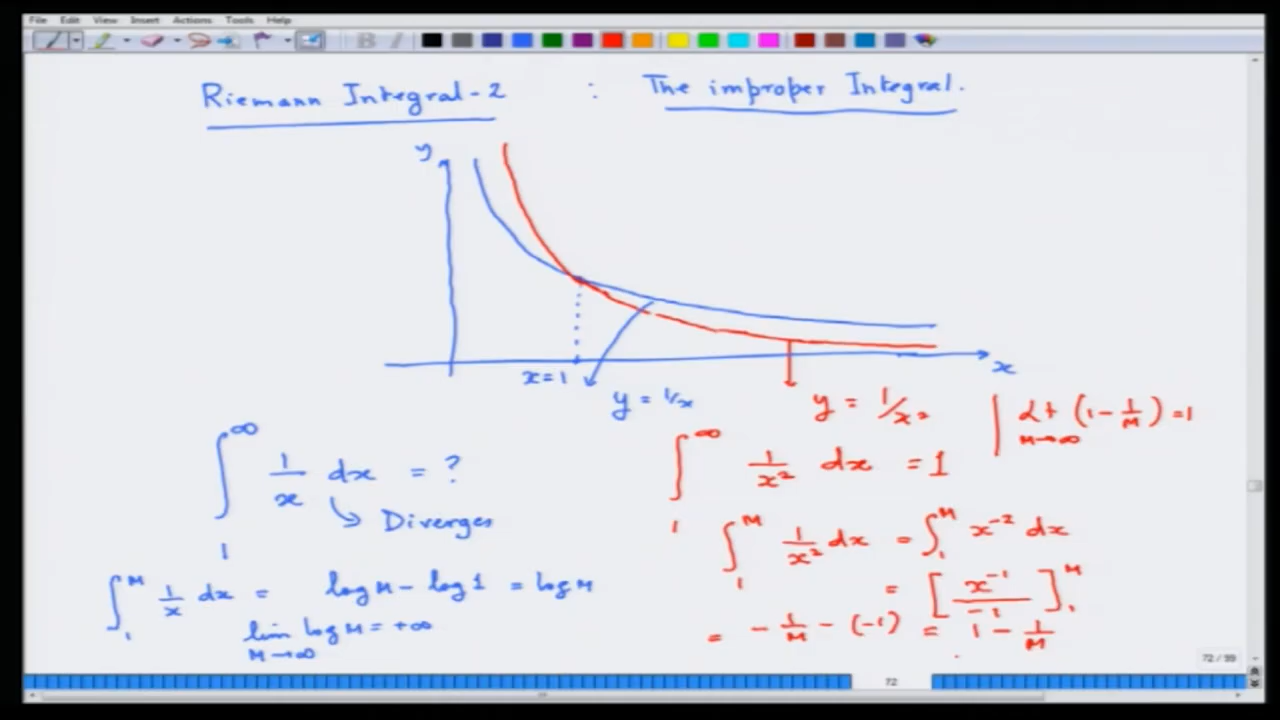 File Edit View Insert Actions Tools Help
Riemann Integral-2 : The improper Integral.
y
x
x=1
y = 1/x
y = 1/x²
Lt (1 - 1/M) = 1
M→∞
∫₁^∞ 1/x dx = ?
Diverges
∫₁^M 1/x dx = log M - log 1 = log M
lim log M = +∞
M→∞
∫₁^∞ 1/x² dx = 1
∫₁^M 1/x² dx = ∫₁^M x⁻² dx
= [x⁻¹/-1]₁^M
= - 1/M - (-1) = 1 - 1/M
72 / 99
72